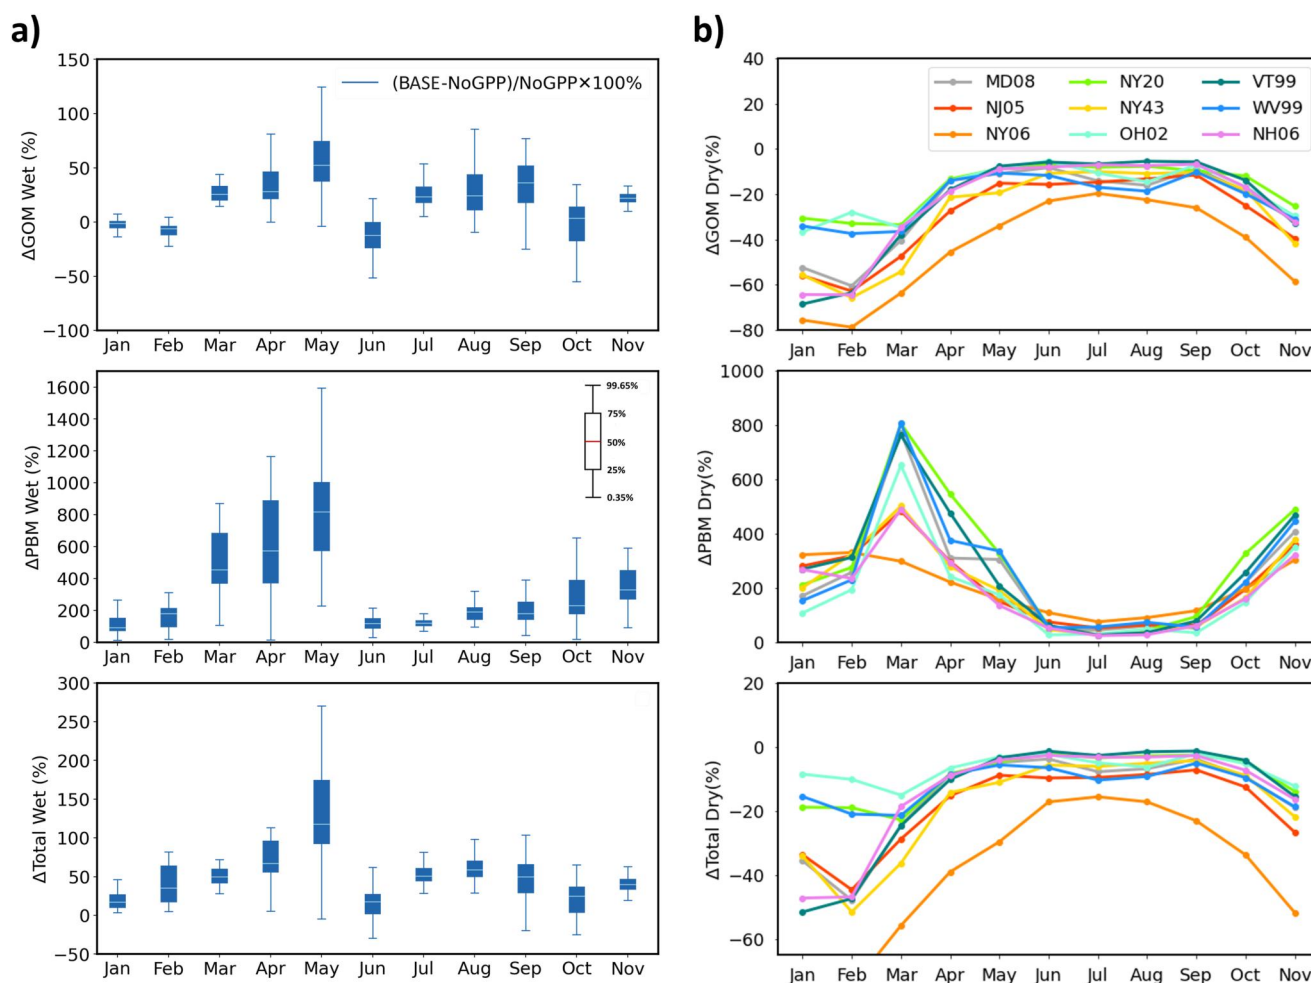 a)
ΔGOM Wet (%)
150
100
50
0
−50
−100
(BASE-NoGPP)/NoGPP×100%
Jan Feb Mar Apr May Jun Jul Aug Sep Oct Nov
ΔPBM Wet (%)
1600
1400
1200
1000
800
600
400
200
0
99.65%
75%
50%
25%
0.35%
Jan Feb Mar Apr May Jun Jul Aug Sep Oct Nov
ΔTotal Wet (%)
300
250
200
150
100
50
0
−50
Jan Feb Mar Apr May Jun Jul Aug Sep Oct Nov
b)
ΔGOM Dry(%)
40
20
0
−20
−40
−60
−80
MD08 NY20 VT99
NJ05 NY43 WV99
NY06 OH02 NH06
Jan Feb Mar Apr May Jun Jul Aug Sep Oct Nov
ΔPBM Dry(%)
1000
800
600
400
200
0
Jan Feb Mar Apr May Jun Jul Aug Sep Oct Nov
ΔTotal Dry(%)
20
0
−20
−40
−60
Jan Feb Mar Apr May Jun Jul Aug Sep Oct Nov